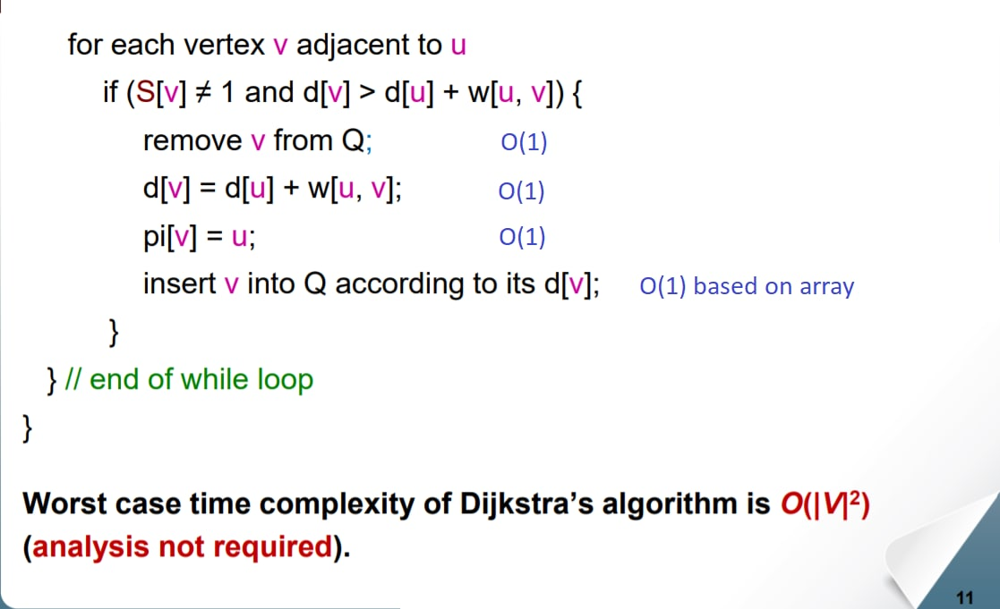 for each vertex v adjacent to u
if (S[v] ≠ 1 and d[v] > d[u] + w[u, v]) {
remove v from Q; O(1)
d[v] = d[u] + w[u, v]; O(1)
pi[v] = u; O(1)
insert v into Q according to its d[v]; O(1) based on array
}
} // end of while loop
}
Worst case time complexity of Dijkstra’s algorithm is O(|V|²)
(analysis not required).
11